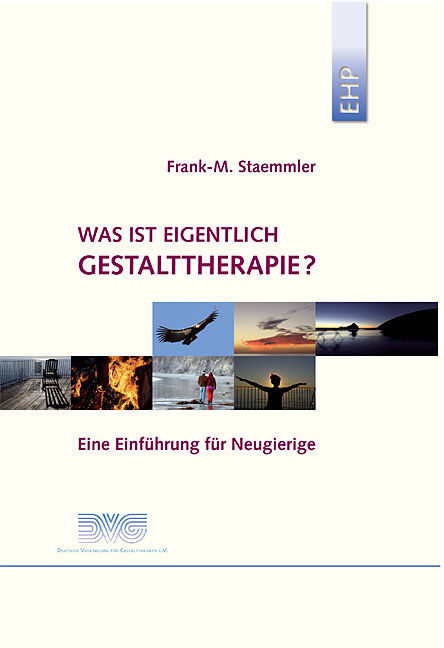 EHP
Frank-M. Staemmler
WAS IST EIGENTLICH
GESTALTTHERAPIE?
Eine Einführung für Neugierige
DVG
DEUTSCHE VEREINIGUNG FÜR GESTALTTHERAPIE e.V.